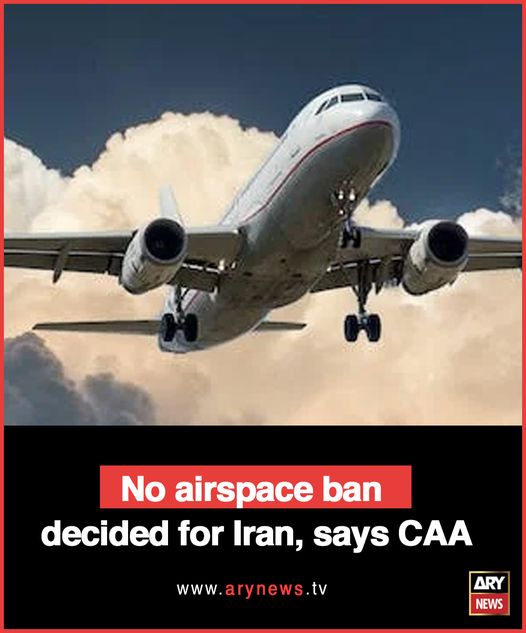 No airspace ban
decided for Iran, says CAA
www.arynews.tv
ARY
NEWS